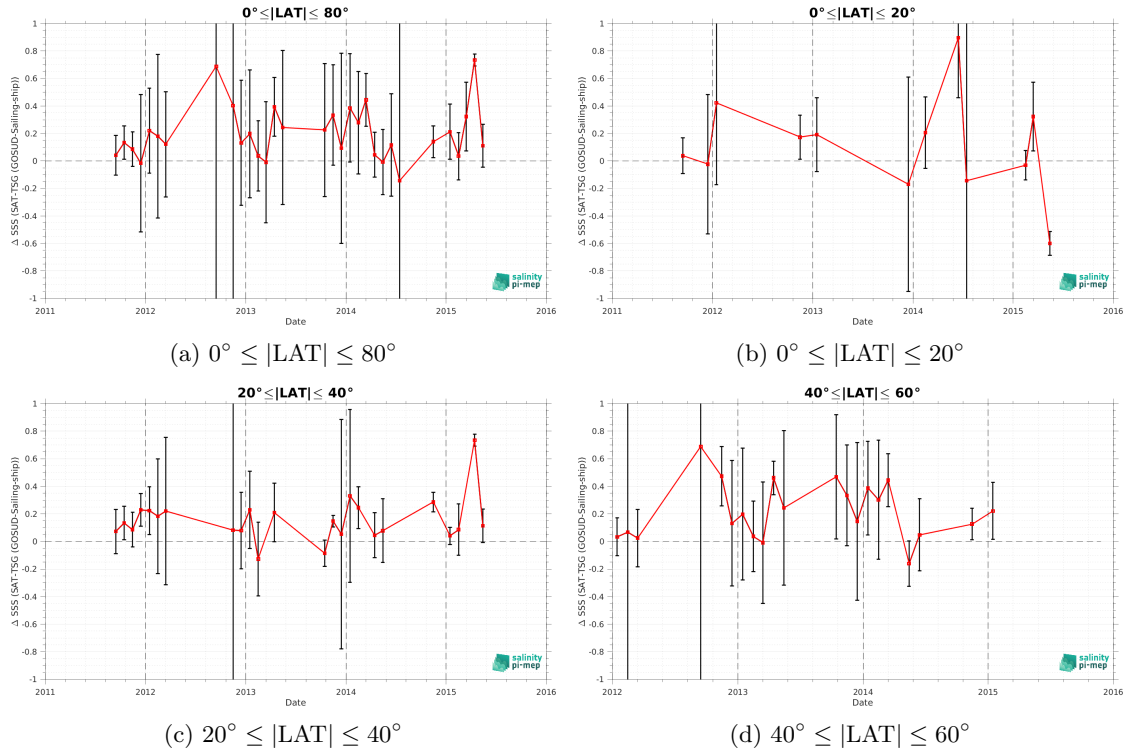 0°≤|LAT|≤ 80°
Δ SSS (SAT-TSG (GOSUD-Sailing-ship))
1
0.8
0.6
0.4
0.2
0
-0.2
-0.4
-0.6
-0.8
-1
2011 2012 2013 2014 2015 2016
Date
salinity
pi-mep
(a) 0° ≤ |LAT| ≤ 80°
0°≤|LAT|≤ 20°
Δ SSS (SAT-TSG (GOSUD-Sailing-ship))
1
0.8
0.6
0.4
0.2
0
-0.2
-0.4
-0.6
-0.8
-1
2011 2012 2013 2014 2015 2016
Date
salinity
pi-mep
(b) 0° ≤ |LAT| ≤ 20°
20°≤|LAT|≤ 40°
Δ SSS (SAT-TSG (GOSUD-Sailing-ship))
1
0.8
0.6
0.4
0.2
0
-0.2
-0.4
-0.6
-0.8
-1
2011 2012 2013 2014 2015 2016
Date
salinity
pi-mep
(c) 20° ≤ |LAT| ≤ 40°
40°≤|LAT|≤ 60°
Δ SSS (SAT-TSG (GOSUD-Sailing-ship))
1
0.8
0.6
0.4
0.2
0
-0.2
-0.4
-0.6
-0.8
-1
2012 2013 2014 2015 2016
Date
salinity
pi-mep
(d) 40° ≤ |LAT| ≤ 60°